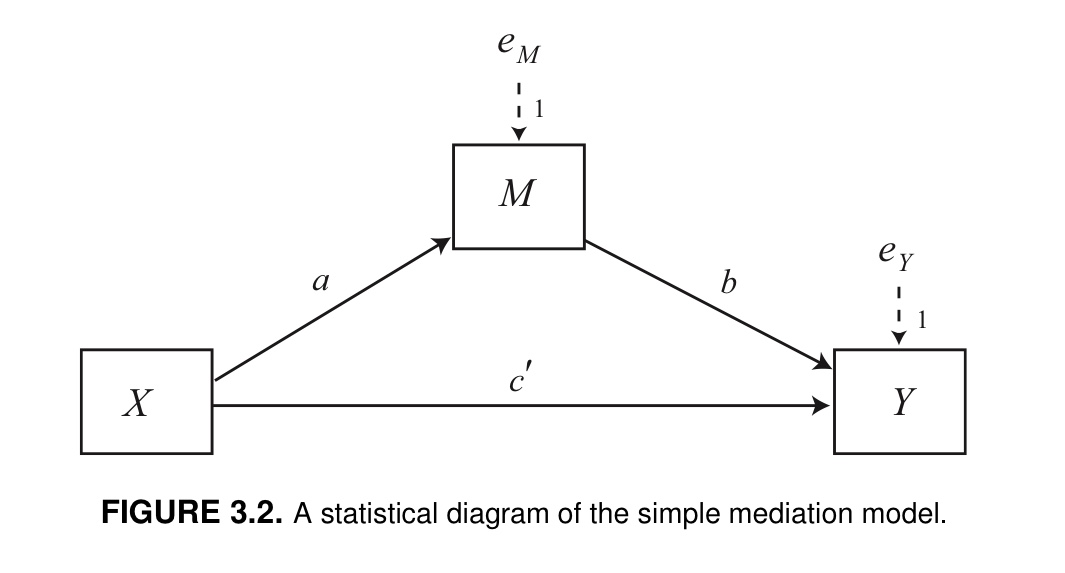 e_M
1
M
e_Y
a
b
1
c′
X
Y
FIGURE 3.2. A statistical diagram of the simple mediation model.